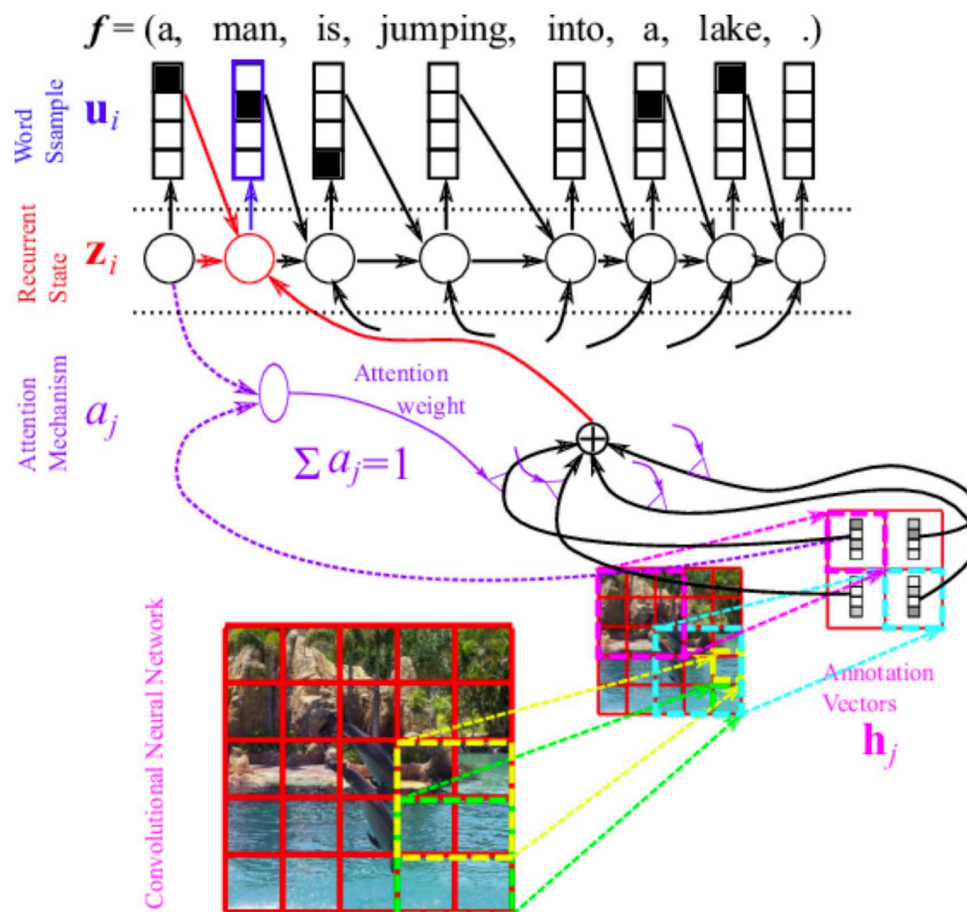 f = (a, man, is, jumping, into, a, lake, .)
Word
Ssample
u_i
Recurrent
State
z_i
Attention
Mechanism
a_j
Attention
weight
∑ a_j=1
Convolutional Neural Network
Annotation
Vectors
h_j